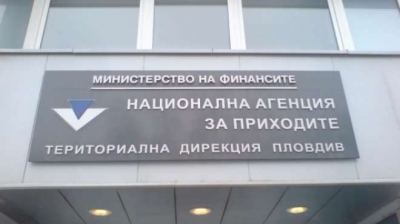 МИНИСТЕРСТВО НА ФИНАНСИТЕ
НАЦИОНАЛНА АГЕНЦИЯ
ЗА ПРИХОДИТЕ
ТЕРИТОРИАЛНА ДИРЕКЦИЯ ПЛОВДИВ